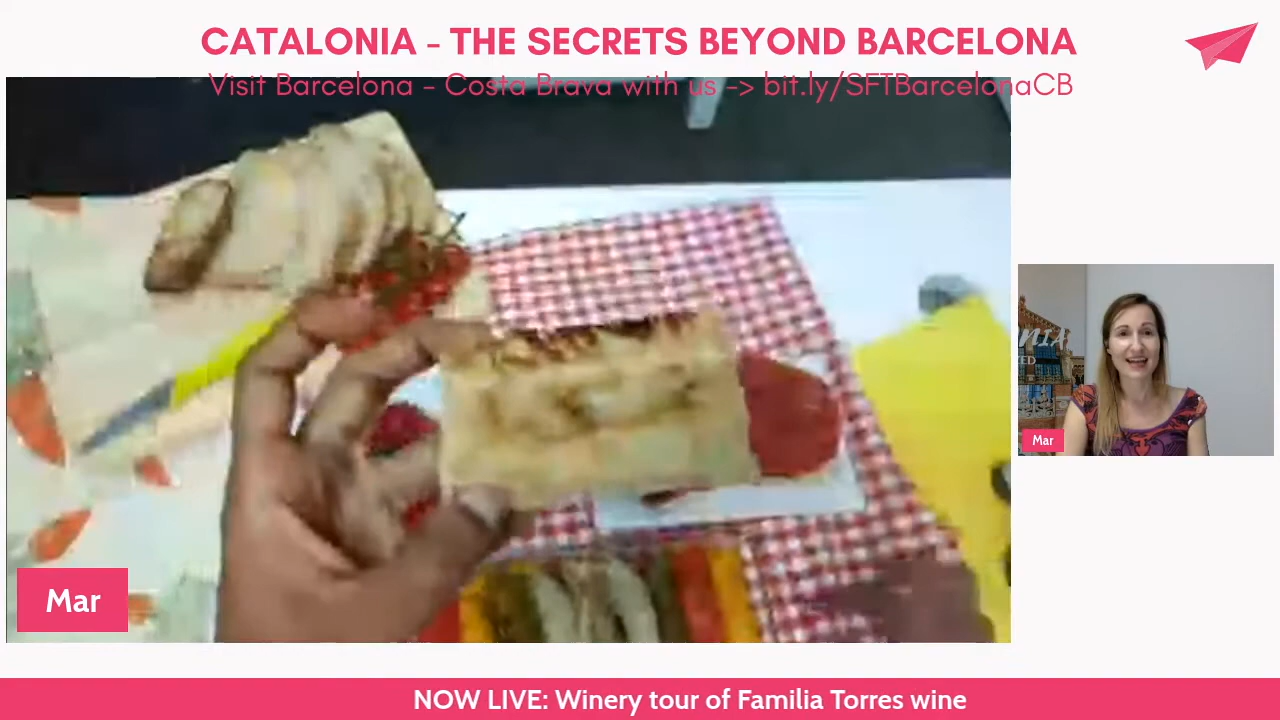 CATALONIA - THE SECRETS BEYOND BARCELONA
Visit Barcelona - Costa Brava with us -> bit.ly/SFTBarcelonaCB
Mar
Mar
NOW LIVE: Winery tour of Familia Torres wine